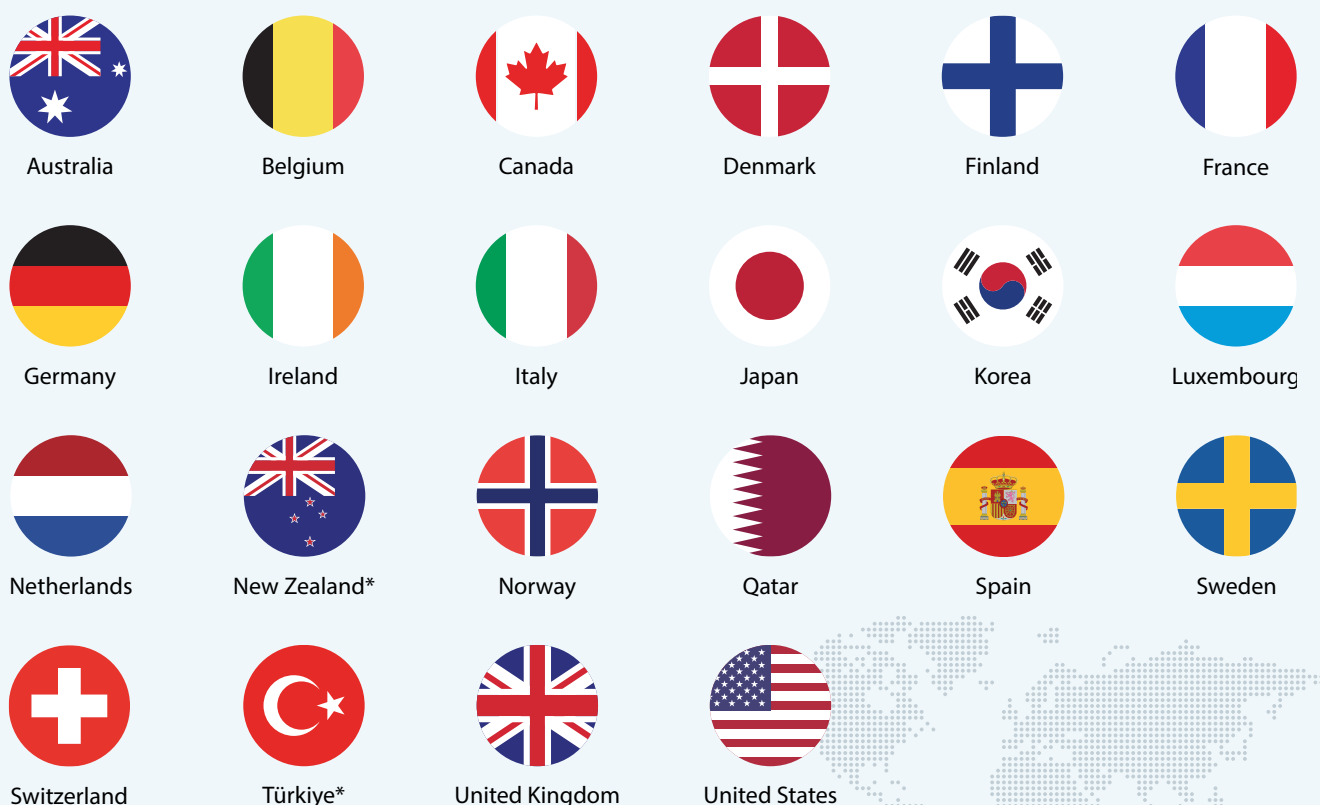 Australia
Belgium
Canada
Denmark
Finland
France
Germany
Ireland
Italy
Japan
Korea
Luxembourg
Netherlands
New Zealand*
Norway
Qatar
Spain
Sweden
Switzerland
Türkiye*
United Kingdom
United States